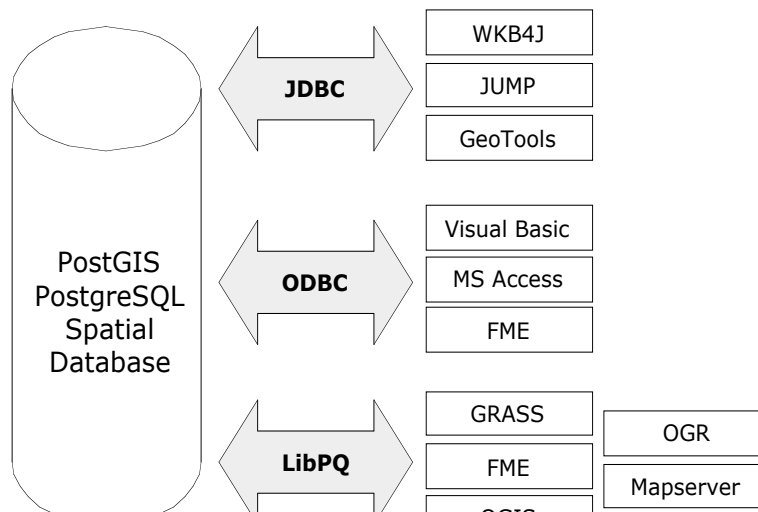 WKB4J
JDBC
JUMP
GeoTools
PostGIS
PostgreSQL
Spatial
Database
ODBC
Visual Basic
MS Access
FME
LibPQ
GRASS
FME
OGR
Mapserver